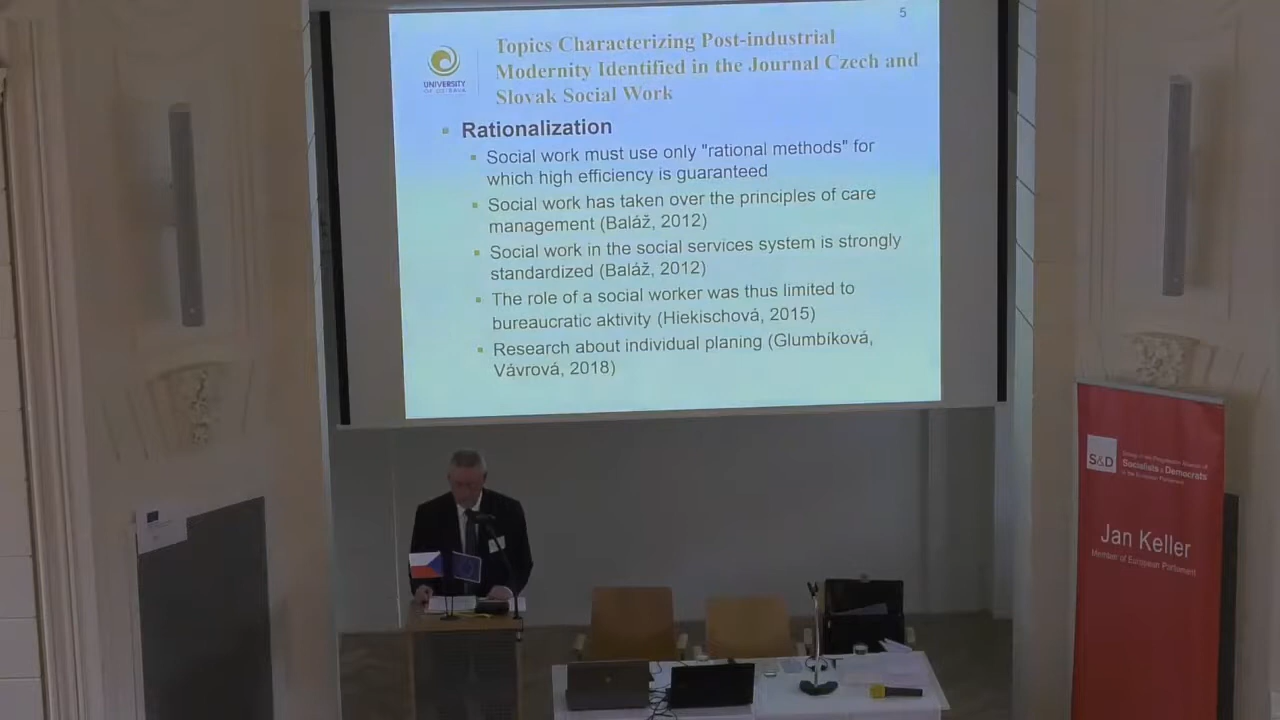 5
Topics Characterizing Post-industrial
Modernity Identified in the Journal Czech and
Slovak Social Work
UNIVERSITY
OF OSTRAVA
Rationalization
Social work must use only "rational methods" for
which high efficiency is guaranteed
Social work has taken over the principles of care
management (Baláž, 2012)
Social work in the social services system is strongly
standardized (Baláž, 2012)
The role of a social worker was thus limited to
bureaucratic aktivity (Hiekischová, 2015)
Research about individual planing (Glumbíková,
Vávrová, 2018)
S&D
Socialists & Democrats
in the European Parliament
Jan Keller
Member of European Parliament